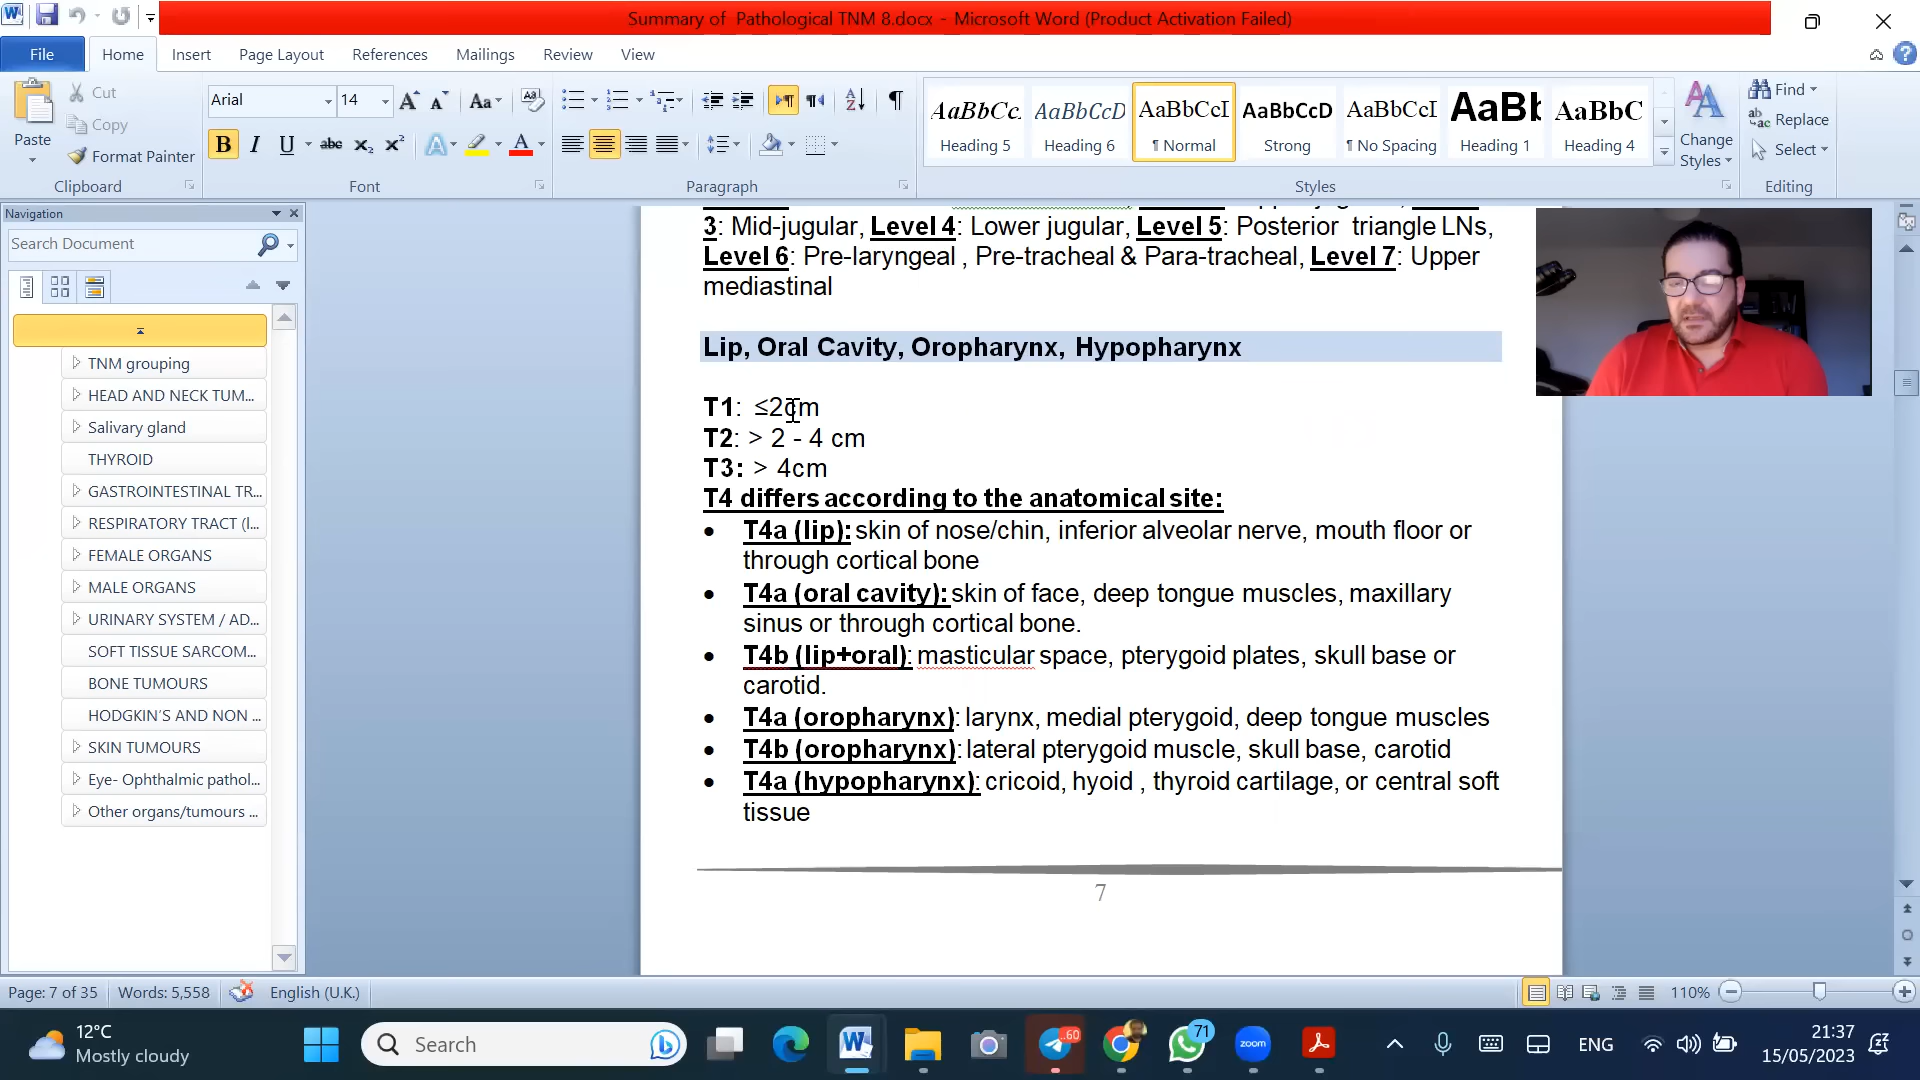 Summary of Pathological TNM 8.docx - Microsoft Word (Product Activation Failed)
File Home Insert Page Layout References Mailings Review View
Cut
Copy
Format Painter
Paste
Clipboard
Arial 14
Font
Paragraph
AaBbCc AaBbCcD AaBbCcI AaBbCcD AaBbCcI AaBb AaBbC
Heading 5 Heading 6 ¶ Normal Strong ¶ No Spacing Heading 1 Heading 4
Change Styles
Styles
Find
Replace
Select
Editing
Navigation
Search Document
TNM grouping
HEAD AND NECK TUM...
Salivary gland
THYROID
GASTROINTESTINAL TR...
RESPIRATORY TRACT (l...
FEMALE ORGANS
MALE ORGANS
URINARY SYSTEM / AD...
SOFT TISSUE SARCOM...
BONE TUMOURS
HODGKIN'S AND NON ...
SKIN TUMOURS
Eye- Ophthalmic pathol...
Other organs/tumours ...
3: Mid-jugular, Level 4: Lower jugular, Level 5: Posterior triangle LNs,
Level 6: Pre-laryngeal , Pre-tracheal & Para-tracheal, Level 7: Upper
mediastinal
Lip, Oral Cavity, Oropharynx, Hypopharynx
T1: ≤2cm
T2: > 2 - 4 cm
T3: > 4cm
T4 differs according to the anatomical site:
• T4a (lip): skin of nose/chin, inferior alveolar nerve, mouth floor or
through cortical bone
• T4a (oral cavity): skin of face, deep tongue muscles, maxillary
sinus or through cortical bone.
• T4b (lip+oral): masticular space, pterygoid plates, skull base or
carotid.
• T4a (oropharynx): larynx, medial pterygoid, deep tongue muscles
• T4b (oropharynx): lateral pterygoid muscle, skull base, carotid
• T4a (hypopharynx): cricoid, hyoid , thyroid cartilage, or central soft
tissue
7
Page: 7 of 35 Words: 5,558 English (U.K.) 110%
12°C
Mostly cloudy
Search
60
71
zoom
ENG
21:37
15/05/2023